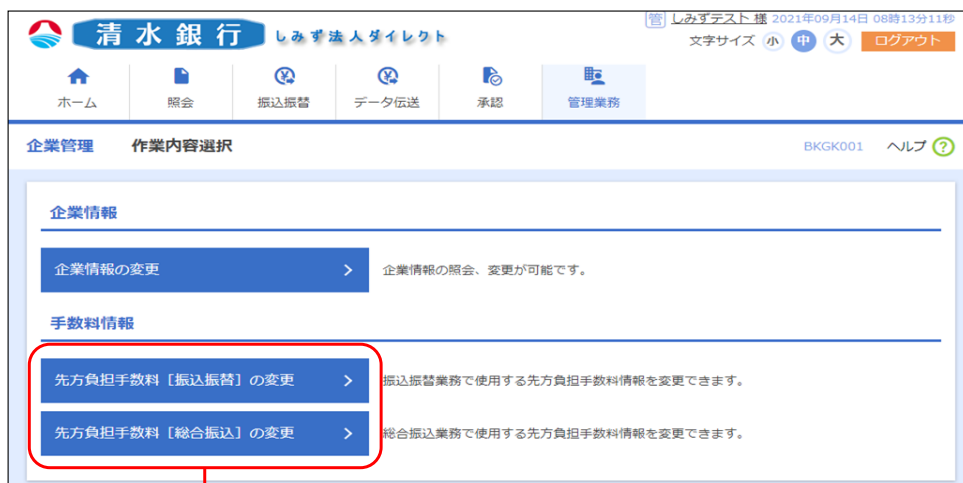 管 しみずテスト 様 2021年09月14日 08時13分11秒
清水銀行 しみず法人ダイレクト
文字サイズ 小 中 大 ログアウト
ホーム 照会 振込振替 データ伝送 承認 管理業務
企業管理 作業内容選択 BKGK001 ヘルプ ?
企業情報
企業情報の変更 > 企業情報の照会、変更が可能です。
手数料情報
先方負担手数料［振込振替］の変更 > 振込振替業務で使用する先方負担手数料情報を変更できます。
先方負担手数料［総合振込］の変更 > 総合振込業務で使用する先方負担手数料情報を変更できます。